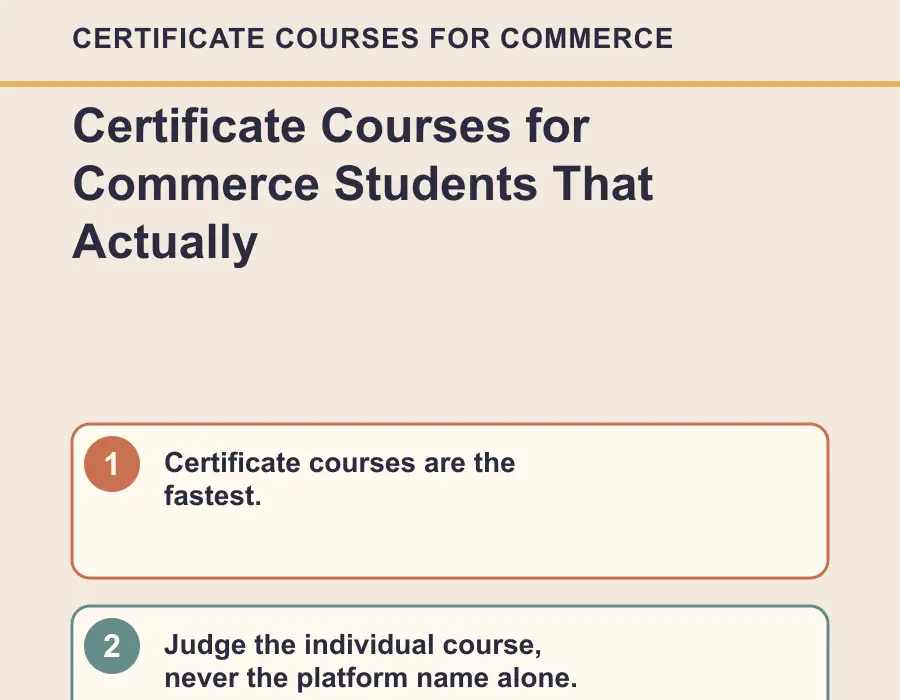 CERTIFICATE COURSES FOR COMMERCE
Certificate Courses for
Commerce Students That
Actually
1
Certificate courses are the
fastest.
2
Judge the individual course,
never the platform name alone.